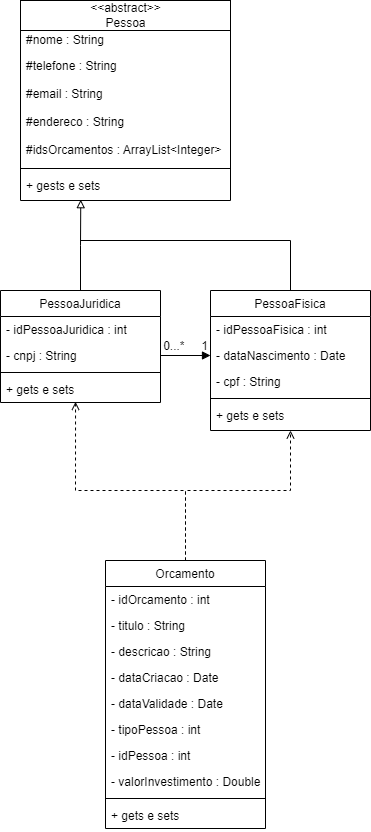 <<abstract>>
Pessoa
#nome : String
#telefone : String
#email : String
#endereco : String
#idsOrcamentos : ArrayList<Integer>
+ gests e sets
PessoaJuridica
- idPessoaJuridica : int
- cnpj : String
+ gets e sets
0...*
1
PessoaFisica
- idPessoaFisica : int
- dataNascimento : Date
- cpf : String
+ gets e sets
Orcamento
- idOrcamento : int
- titulo : String
- descricao : String
- dataCriacao : Date
- dataValidade : Date
- tipoPessoa : int
- idPessoa : int
- valorInvestimento : Double
+ gets e sets